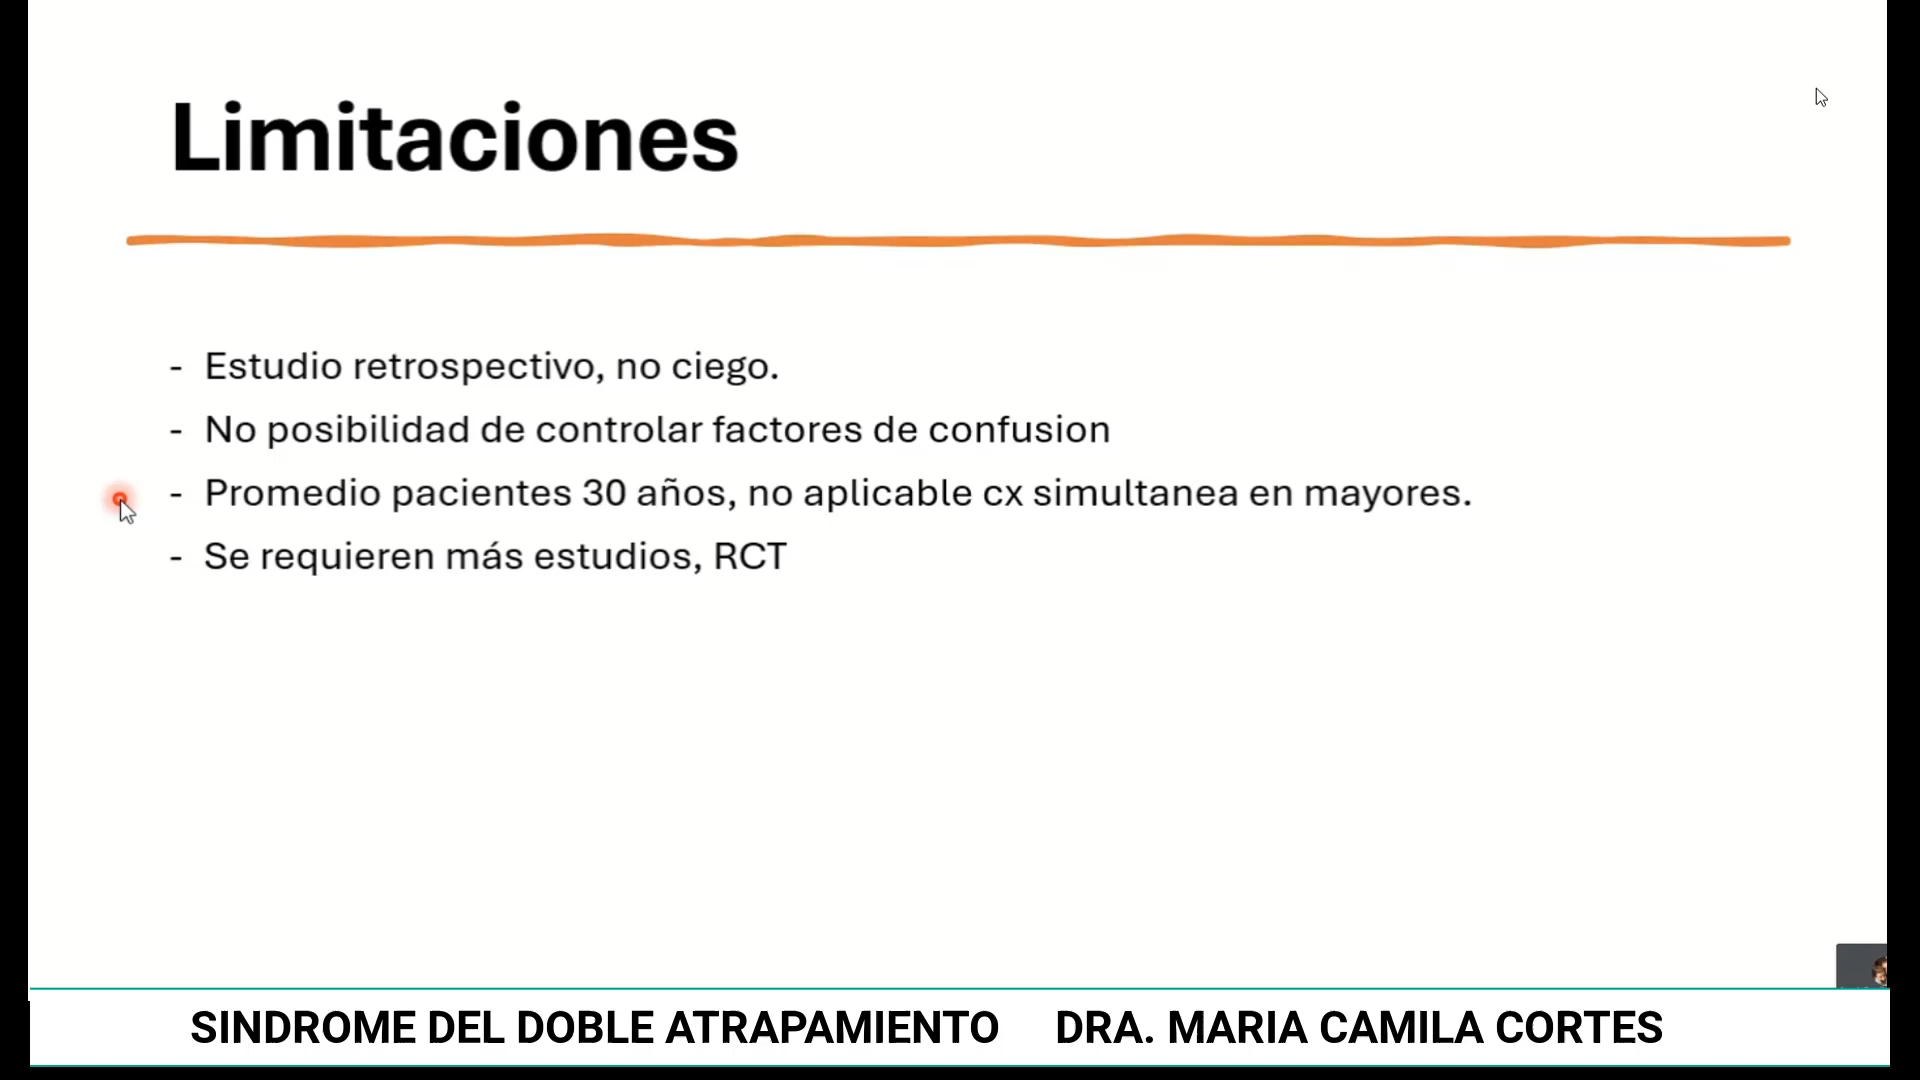 Limitaciones
- Estudio retrospectivo, no ciego.
- No posibilidad de controlar factores de confusion
- Promedio pacientes 30 años, no aplicable cx simultanea en mayores.
- Se requieren más estudios, RCT
SINDROME DEL DOBLE ATRAPAMIENTO DRA. MARIA CAMILA CORTES